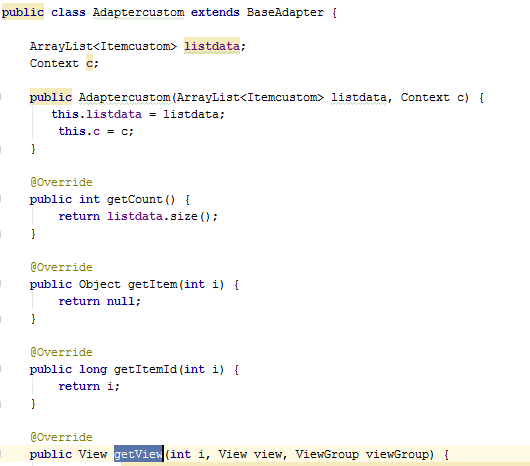 public class Adaptercustom extends BaseAdapter {
ArrayList<Itemcustom> listdata;
Context c;
public Adaptercustom(ArrayList<Itemcustom> listdata, Context c) {
this.listdata = listdata;
this.c = c;
}
@Override
public int getCount() {
return listdata.size();
}
@Override
public Object getItem(int i) {
return null;
}
@Override
public long getItemId(int i) {
return i;
}
@Override
public View getView(int i, View view, ViewGroup viewGroup) {